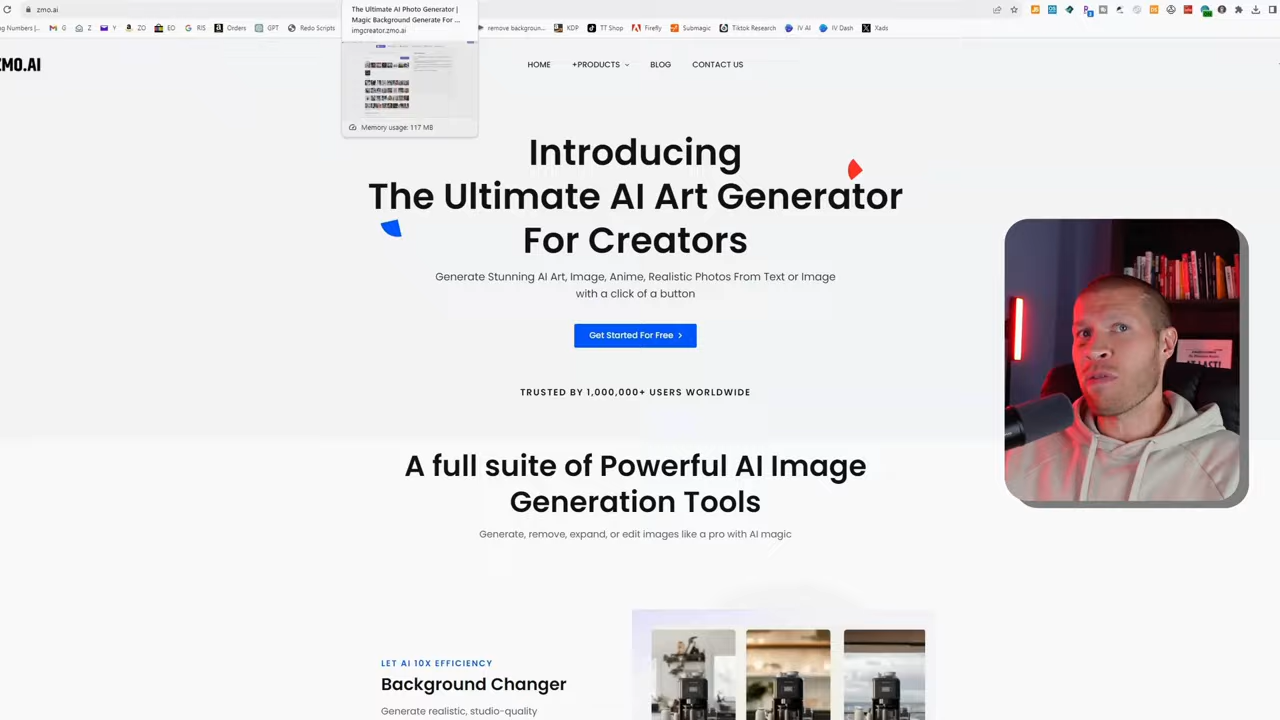 zmo.ai
The Ultimate AI Photo Generator |
Magic Background Generate For ...
imgcreator.zmo.ai
Memory usage: 117 MB
ng Numbers |...
G
Z
Y
ZO
EO
RIS
Orders
GPT
Redo Scripts
remove backgroun...
KDP
TT Shop
Firefly
Submagic
Tiktok Research
IV AI
IV Dash
Xads
ZMO.AI
HOME
+PRODUCTS
BLOG
CONTACT US
Introducing
The Ultimate AI Art Generator
For Creators
Generate Stunning AI Art, Image, Anime, Realistic Photos From Text or Image
with a click of a button
Get Started For Free
TRUSTED BY 1,000,000+ USERS WORLDWIDE
A full suite of Powerful AI Image
Generation Tools
Generate, remove, expand, or edit images like a pro with AI magic
LET AI 10X EFFICIENCY
Background Changer
Generate realistic, studio-quality